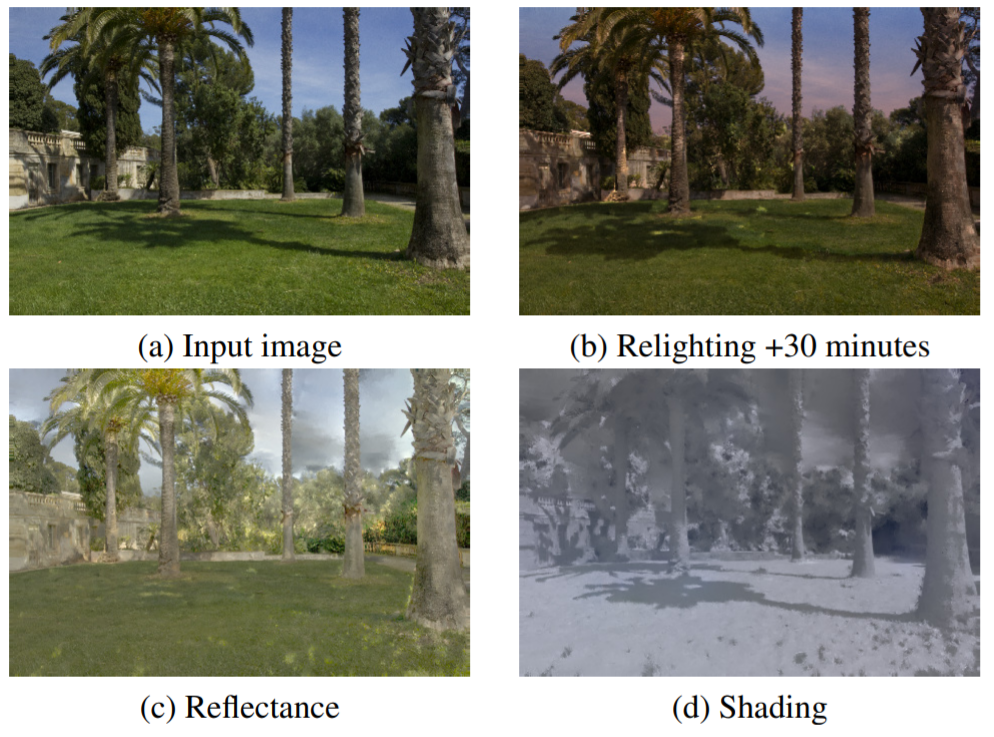 (a) Input image
(b) Relighting +30 minutes
(c) Reflectance
(d) Shading